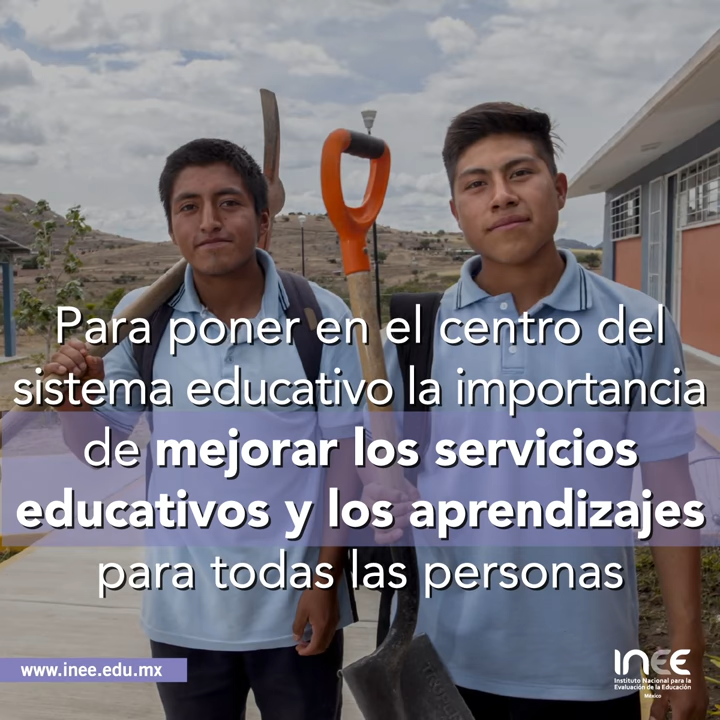 Para poner en el centro del
sistema educativo la importancia
de mejorar los servicios
educativos y los aprendizajes
para todas las personas
www.inee.edu.mx
INEE
Instituto Nacional para la
Evaluación de la Educación
México